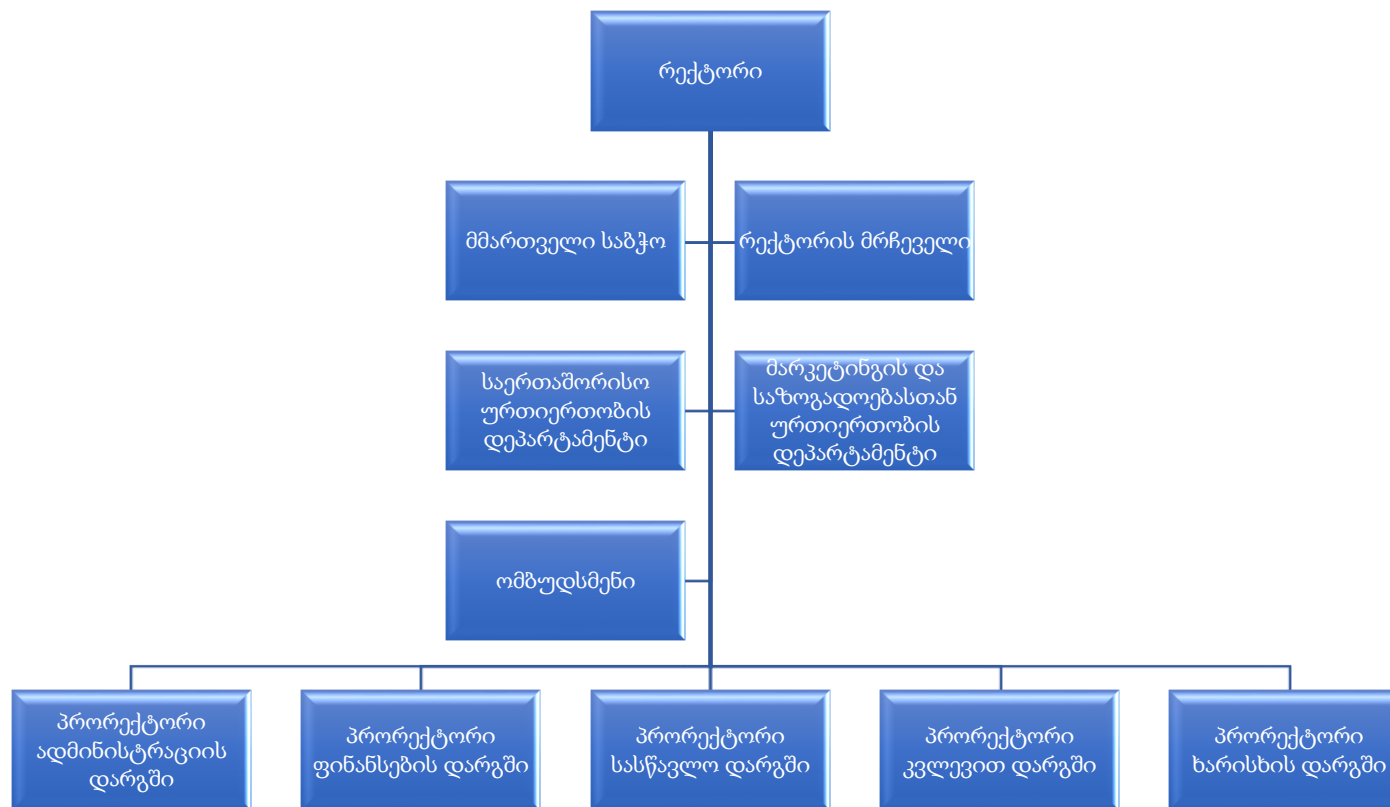 რექტორი
მმართველი საბჭო
რექტორის მრჩეველი
საერთაშორისო
ურთიერთობის
დეპარტამენტი
მარკეტინგის და
საზოგადოებასთან
ურთიერთობის
დეპარტამენტი
ომბუდსმენი
პრორექტორი
ადმინისტრაციის
დარგში
პრორექტორი
ფინანსების დარგში
პრორექტორი
სასწავლო დარგში
პრორექტორი
კვლევით დარგში
პრორექტორი
ხარისხის დარგში